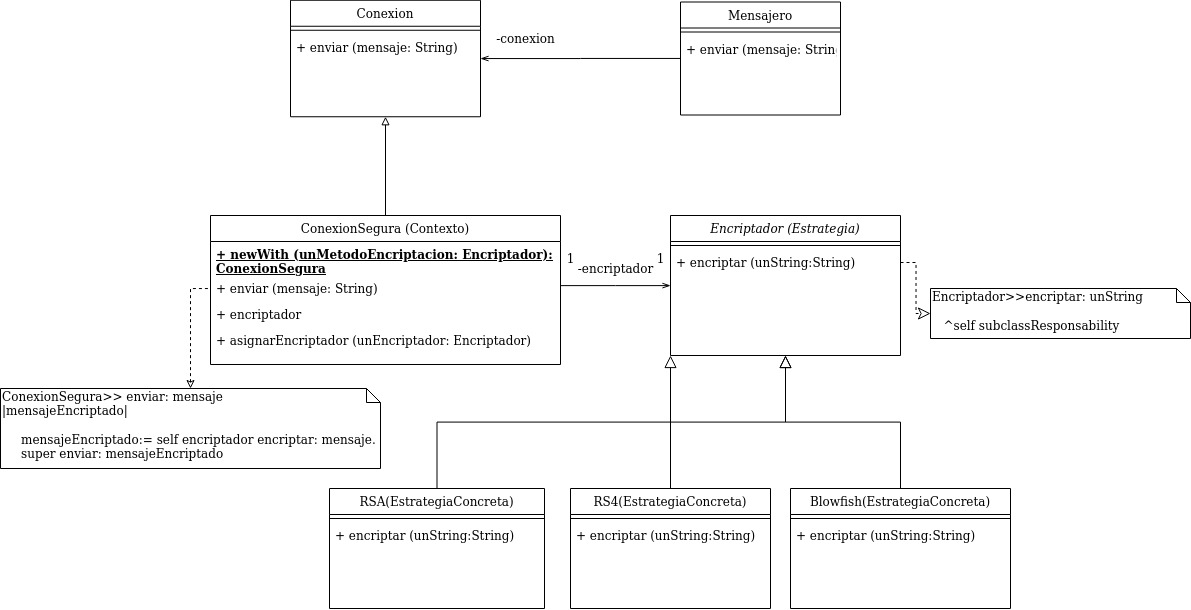 Conexion
+ enviar (mensaje: String)
-conexion
Mensajero
+ enviar (mensaje: Strin
ConexionSegura (Contexto)
+ newWith (unMetodoEncriptacion: Encriptador):
ConexionSegura
+ enviar (mensaje: String)
+ encriptador
+ asignarEncriptador (unEncriptador: Encriptador)
1
-encriptador
1
Encriptador (Estrategia)
+ encriptar (unString:String)
Encriptador>>encriptar: unString
^self subclassResponsability
ConexionSegura>> enviar: mensaje
|mensajeEncriptado|
mensajeEncriptado:= self encriptador encriptar: mensaje.
super enviar: mensajeEncriptado
RSA(EstrategiaConcreta)
+ encriptar (unString:String)
RS4(EstrategiaConcreta)
+ encriptar (unString:String)
Blowfish(EstrategiaConcreta)
+ encriptar (unString:String)